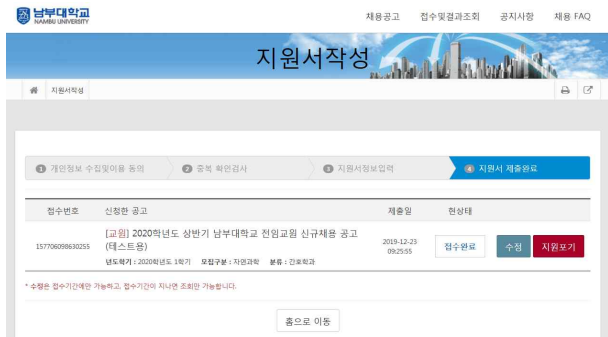 남부대학교
NAMBU UNIVERSITY
채용공고 접수및결과조회 공지사항 채용 FAQ
지원서작성
지원서작성
1 개인정보 수집및이용 동의 2 중복 확인검사 3 지원서정보입력 4 지원서 제출완료
접수번호 신청한 공고 제출일 현상태
[교원] 2020학년도 상반기 남부대학교 전임교원 신규채용 공고
(테스트용)
157706098630255
2019-12-23
09:25:55
접수완료 수정 지원포기
년도학기 : 2020학년도 1학기 모집구분 : 자연과학 분류 : 간호학과
* 수정은 접수기간에만 가능하고, 접수기간이 지나면 조회만 가능합니다.
홈으로 이동